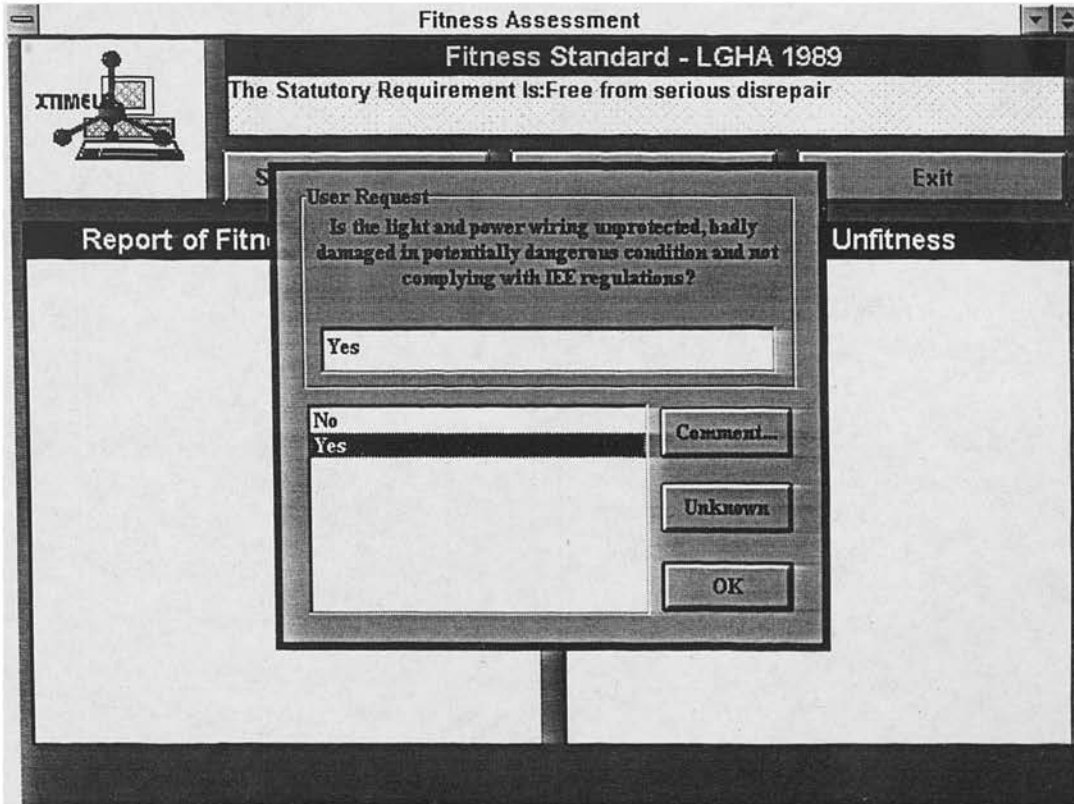 Fitness Assessment
Fitness Standard - LGHA 1989
The Statutory Requirement Is:Free from serious disrepair
XTIMEL
Exit
Report of Fitn
Unfitness
User Request
Is the light and power wiring unprotected, badly
damaged in potentially dangerous condition and not
complying with IEE regulations?
Yes
No
Yes
Comment...
Unknown
OK